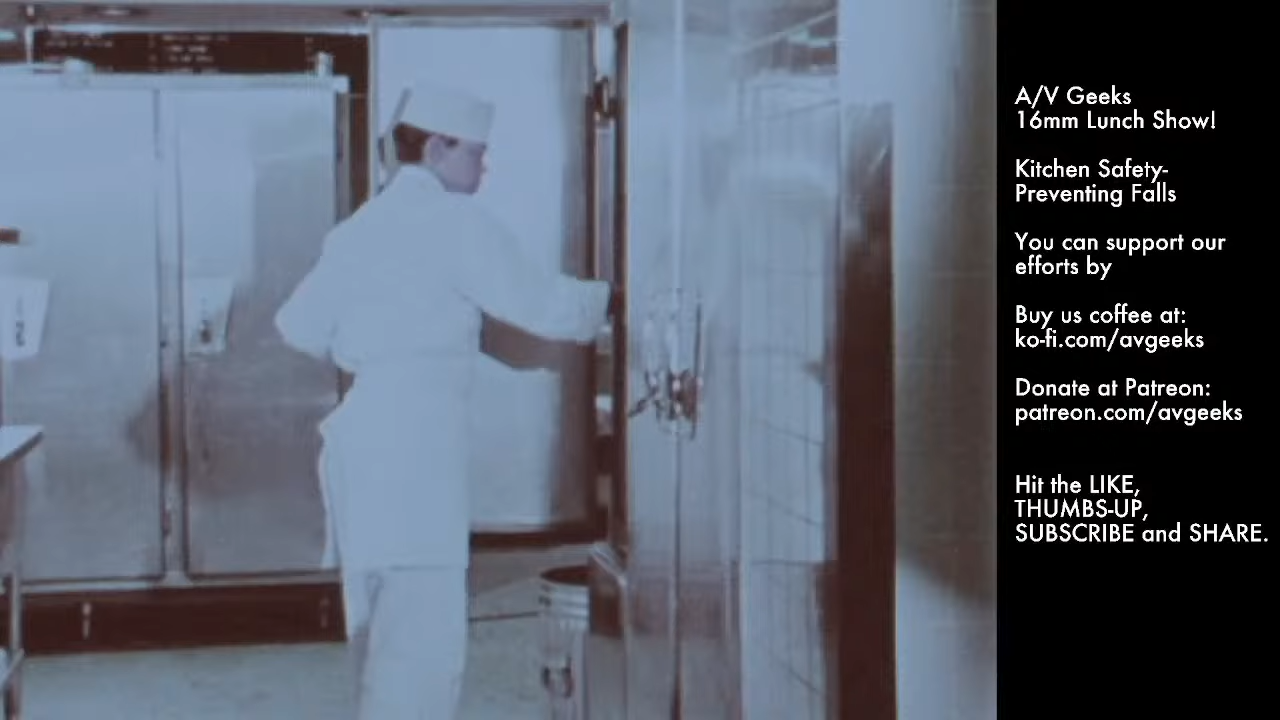 A/V Geeks
16mm Lunch Show!
Kitchen Safety-
Preventing Falls
You can support our
efforts by
Buy us coffee at:
ko-fi.com/avgeeks
Donate at Patreon:
patreon.com/avgeeks
Hit the LIKE,
THUMBS-UP,
SUBSCRIBE and SHARE.